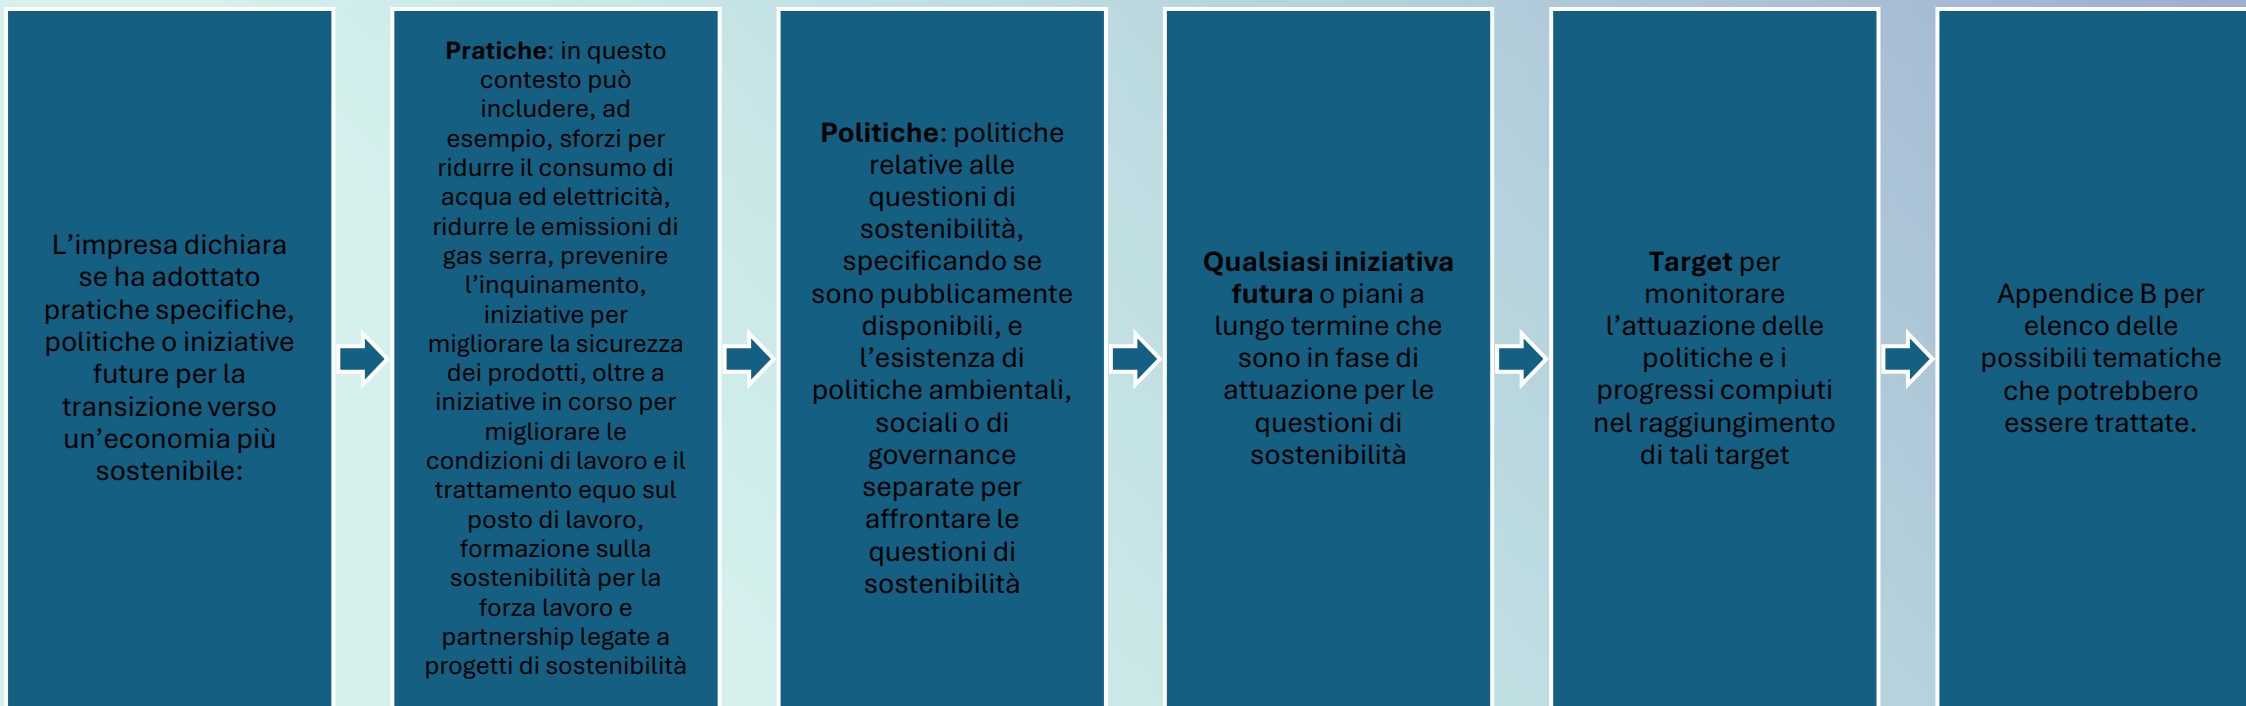 L’impresa dichiara
se ha adottato
pratiche specifiche,
politiche o iniziative
future per la
transizione verso
un’economia più
sostenibile:
Pratiche: in questo
contesto può
includere, ad
esempio, sforzi per
ridurre il consumo di
acqua ed elettricità,
ridurre le emissioni di
gas serra, prevenire
l’inquinamento,
iniziative per
migliorare la sicurezza
dei prodotti, oltre a
iniziative in corso per
migliorare le
condizioni di lavoro e il
trattamento equo sul
posto di lavoro,
formazione sulla
sostenibilità per la
forza lavoro e
partnership legate a
progetti di sostenibilità
Politiche: politiche
relative alle
questioni di
sostenibilità,
specificando se
sono pubblicamente
disponibili, e
l’esistenza di
politiche ambientali,
sociali o di
governance
separate per
affrontare le
questioni di
sostenibilità
Qualsiasi iniziativa
futura o piani a
lungo termine che
sono in fase di
attuazione per le
questioni di
sostenibilità
Target per
monitorare
l’attuazione delle
politiche e i
progressi compiuti
nel raggiungimento
di tali target
Appendice B per
elenco delle
possibili tematiche
che potrebbero
essere trattate.